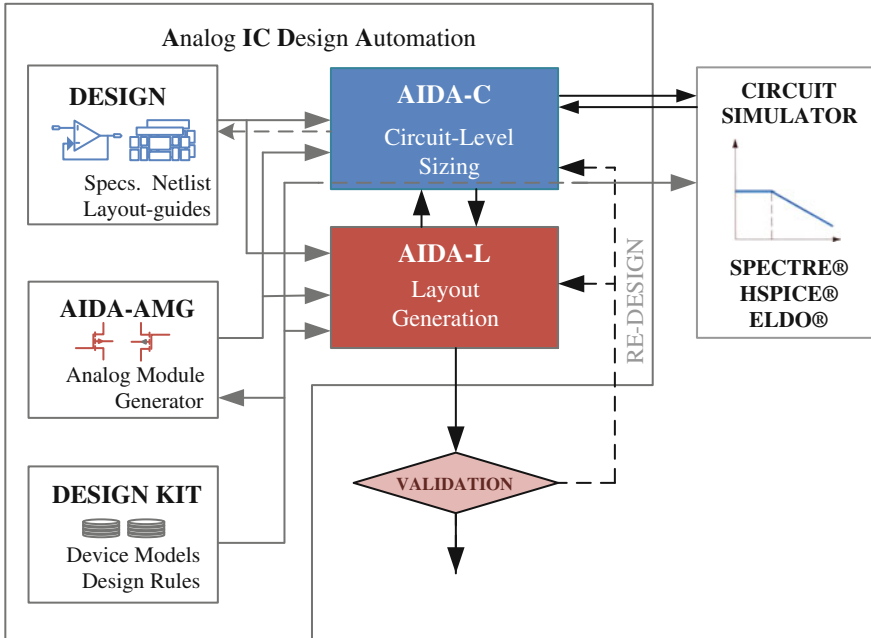 Analog IC Design Automation
DESIGN
Specs. Netlist
Layout-guides
AIDA-C
Circuit-Level
Sizing
CIRCUIT
SIMULATOR
SPECTRE®
HSPICE®
ELDO®
AIDA-AMG
Analog Module
Generator
AIDA-L
Layout
Generation
RE-DESIGN
DESIGN KIT
Device Models
Design Rules
VALIDATION